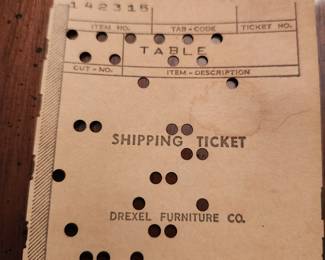 142315
ITEM NO. TAB-CODE TICKET NO.
TABLE
CUT-NO. ITEM-DESCRIPTION
SHIPPING TICKET
DREXEL FURNITURE CO.